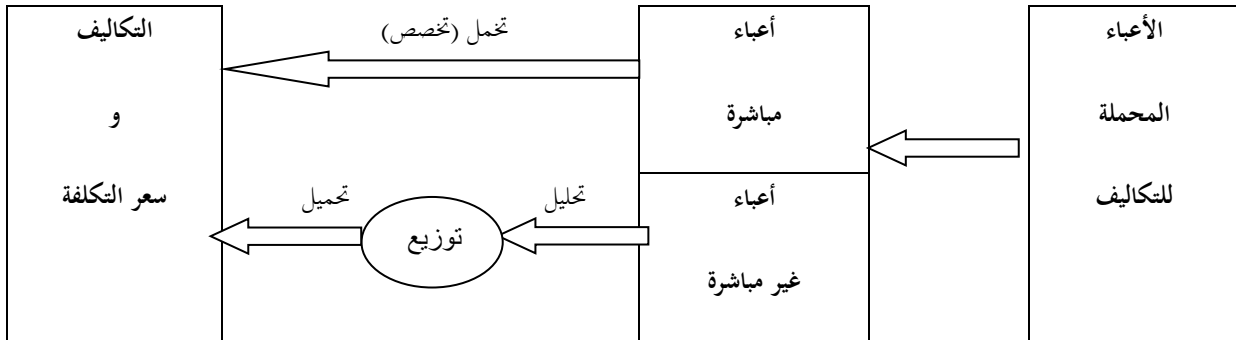 الأعباء
المحملة
للتكاليف
أعباء
مباشرة
أعباء
غير مباشرة
تحمل (تخصص)
تحليل
توزيع
تحميل
التكاليف
و
سعر التكلفة